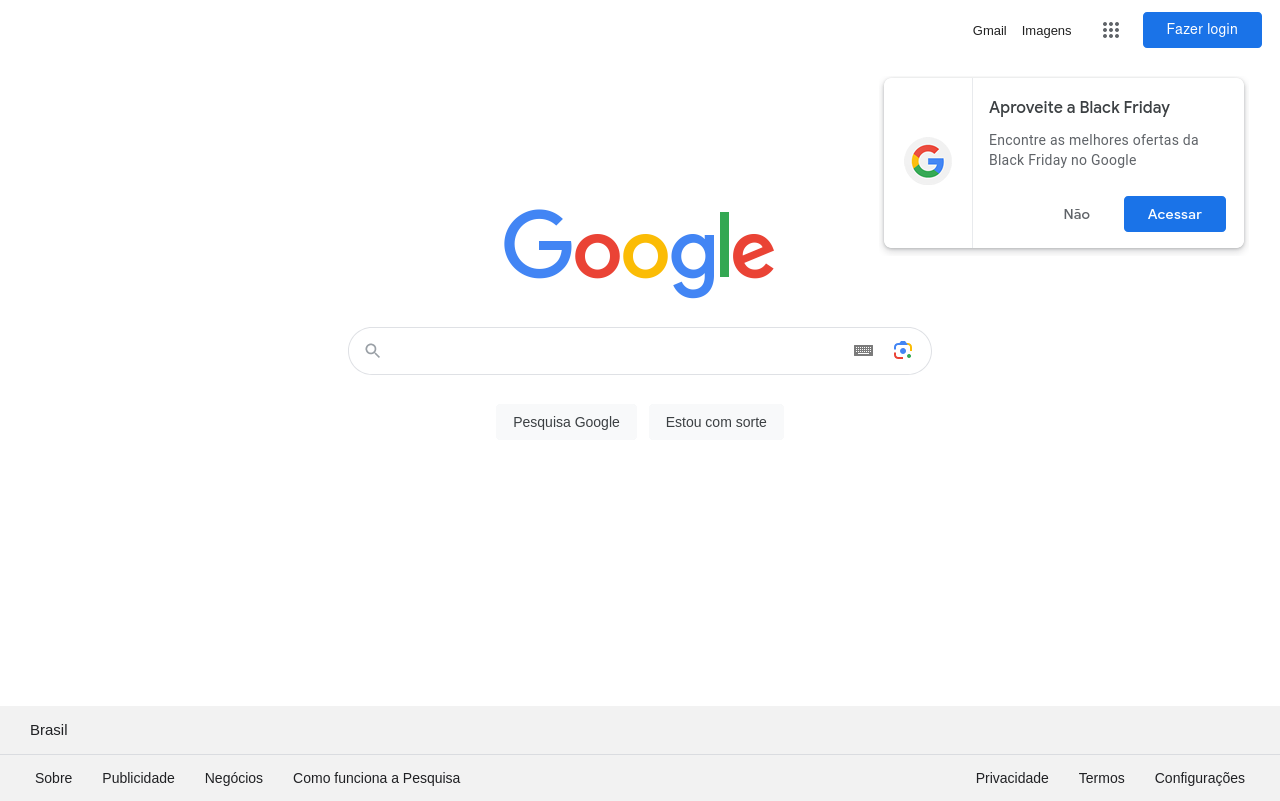 Gmail Imagens Fazer login
Aproveite a Black Friday
Encontre as melhores ofertas da
Black Friday no Google
Não Acessar
Google
Pesquisa Google Estou com sorte
Brasil
Sobre Publicidade Negócios Como funciona a Pesquisa Privacidade Termos Configurações